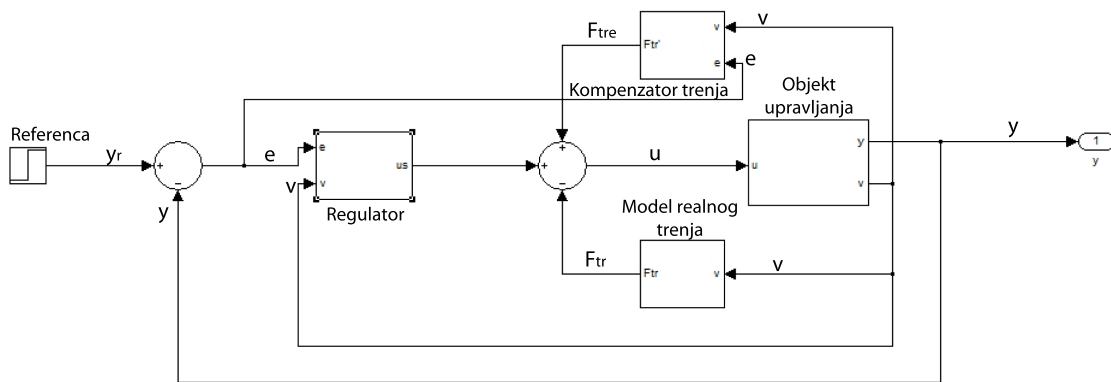 Ftre
v
Ftr'
v
e
e
Kompenzator trenja
Objekt
upravljanja
Referenca
yr
+
−
e
v
y
e
v
us
Regulator
+
+
−
u
u
y
v
y
1
y
Model realnog
trenja
Ftr
Ftr
v
v